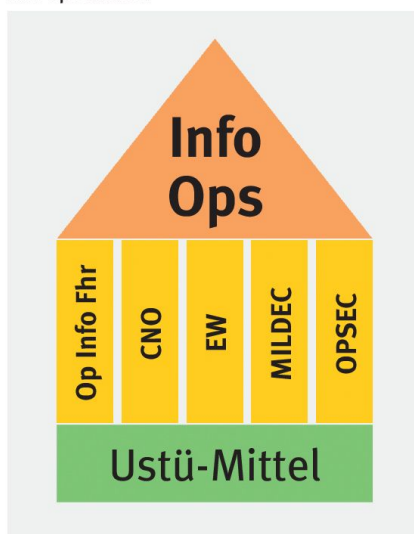 Info
Ops
Op Info Fhr
CNO
EW
MILDEC
OPSEC
Ustü-Mittel